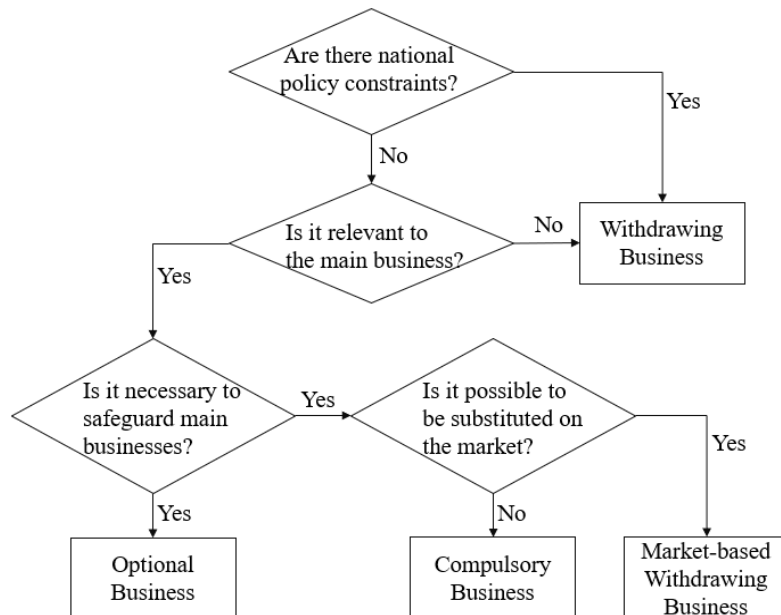 Are there national
policy constraints?
Yes
No
Is it relevant to
the main business?
No
Withdrawing
Business
Yes
Is it necessary to
safeguard main
businesses?
Yes
Is it possible to
be substituted on
the market?
Yes
Yes
No
Optional
Business
Compulsory
Business
Market-based
Withdrawing
Business